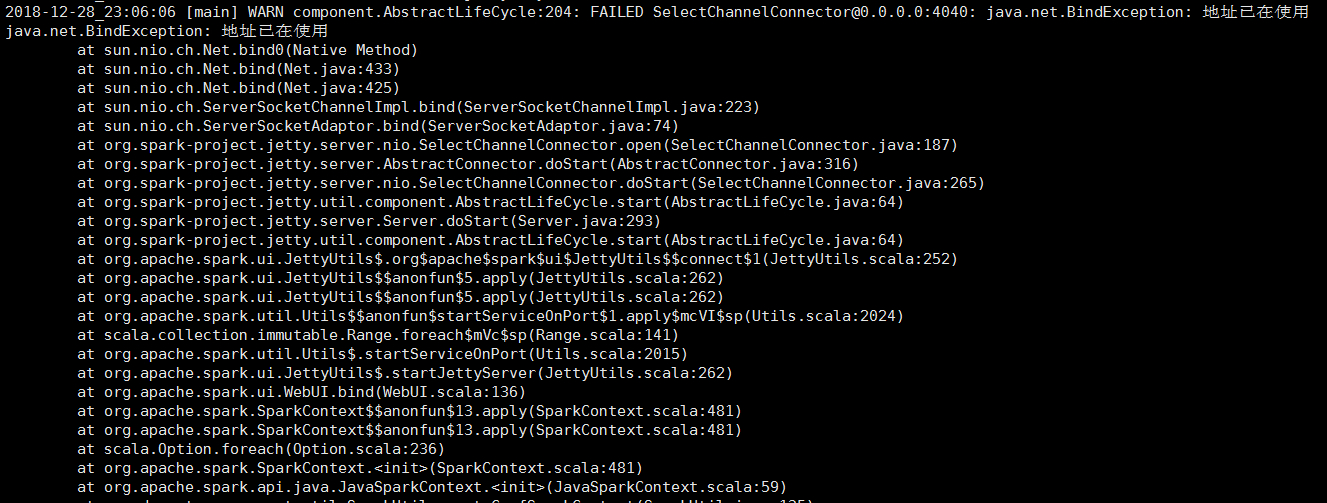 2018-12-28_23:06:06 [main] WARN component.AbstractLifeCycle:204: FAILED SelectChannelConnector@0.0.0.0:4040: java.net.BindException: 地址已在使用
java.net.BindException: 地址已在使用
at sun.nio.ch.Net.bind0(Native Method)
at sun.nio.ch.Net.bind(Net.java:433)
at sun.nio.ch.Net.bind(Net.java:425)
at sun.nio.ch.ServerSocketChannelImpl.bind(ServerSocketChannelImpl.java:223)
at sun.nio.ch.ServerSocketAdaptor.bind(ServerSocketAdaptor.java:74)
at org.spark-project.jetty.server.nio.SelectChannelConnector.open(SelectChannelConnector.java:187)
at org.spark-project.jetty.server.AbstractConnector.doStart(AbstractConnector.java:316)
at org.spark-project.jetty.server.nio.SelectChannelConnector.doStart(SelectChannelConnector.java:265)
at org.spark-project.jetty.util.component.AbstractLifeCycle.start(AbstractLifeCycle.java:64)
at org.spark-project.jetty.server.Server.doStart(Server.java:293)
at org.spark-project.jetty.util.component.AbstractLifeCycle.start(AbstractLifeCycle.java:64)
at org.apache.spark.ui.JettyUtils$.org$apache$spark$ui$JettyUtils$$connect$1(JettyUtils.scala:252)
at org.apache.spark.ui.JettyUtils$$anonfun$5.apply(JettyUtils.scala:262)
at org.apache.spark.ui.JettyUtils$$anonfun$5.apply(JettyUtils.scala:262)
at org.apache.spark.util.Utils$$anonfun$startServiceOnPort$1.apply$mcVI$sp(Utils.scala:2024)
at scala.collection.immutable.Range.foreach$mVc$sp(Range.scala:141)
at org.apache.spark.util.Utils$.startServiceOnPort(Utils.scala:2015)
at org.apache.spark.ui.JettyUtils$.startJettyServer(JettyUtils.scala:262)
at org.apache.spark.ui.WebUI.bind(WebUI.scala:136)
at org.apache.spark.SparkContext$$anonfun$13.apply(SparkContext.scala:481)
at org.apache.spark.SparkContext$$anonfun$13.apply(SparkContext.scala:481)
at scala.Option.foreach(Option.scala:236)
at org.apache.spark.SparkContext.<init>(SparkContext.scala:481)
at org.apache.spark.api.java.JavaSparkContext.<init>(JavaSparkContext.scala:59)